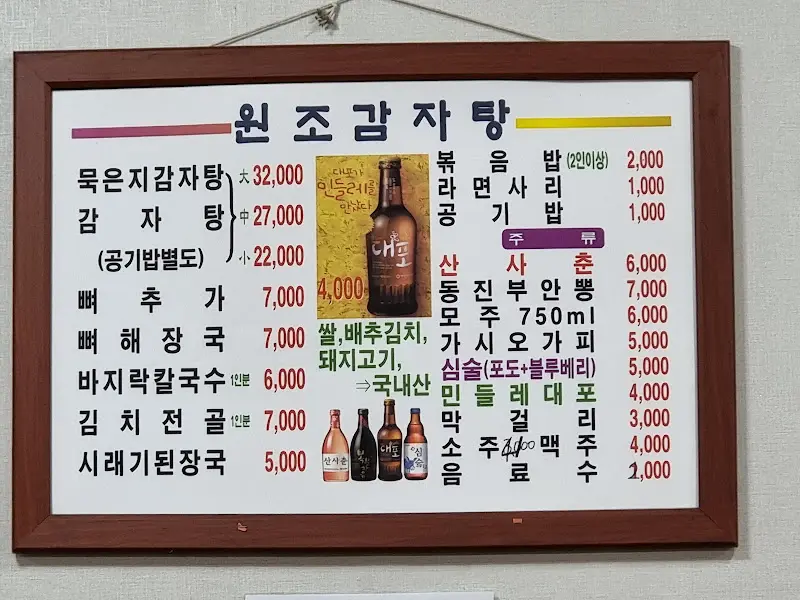 원조감자탕
묵은지감자탕 大 32,000
감자탕 中 27,000
(공기밥별도) 小 22,000
뼈추가 7,000
뼈해장국 7,000
바지락칼국수 1인분 6,000
김치전골 1인분 7,000
시래기된장국 5,000
대포가
민들레를
만났다
대포
4,000
쌀,배추김치,
돼지고기,
⇒국내산
산사춘
대포
심술
볶음밥(2인이상) 2,000
라면사리 1,000
공기밥 1,000
주류
산사춘 6,000
동진부안뽕 7,000
모주 750ml 6,000
가시오가피 5,000
심술(포도+블루베리) 5,000
민들레대포 4,000
막걸리 3,000
소주 맥주 4,000
음료수